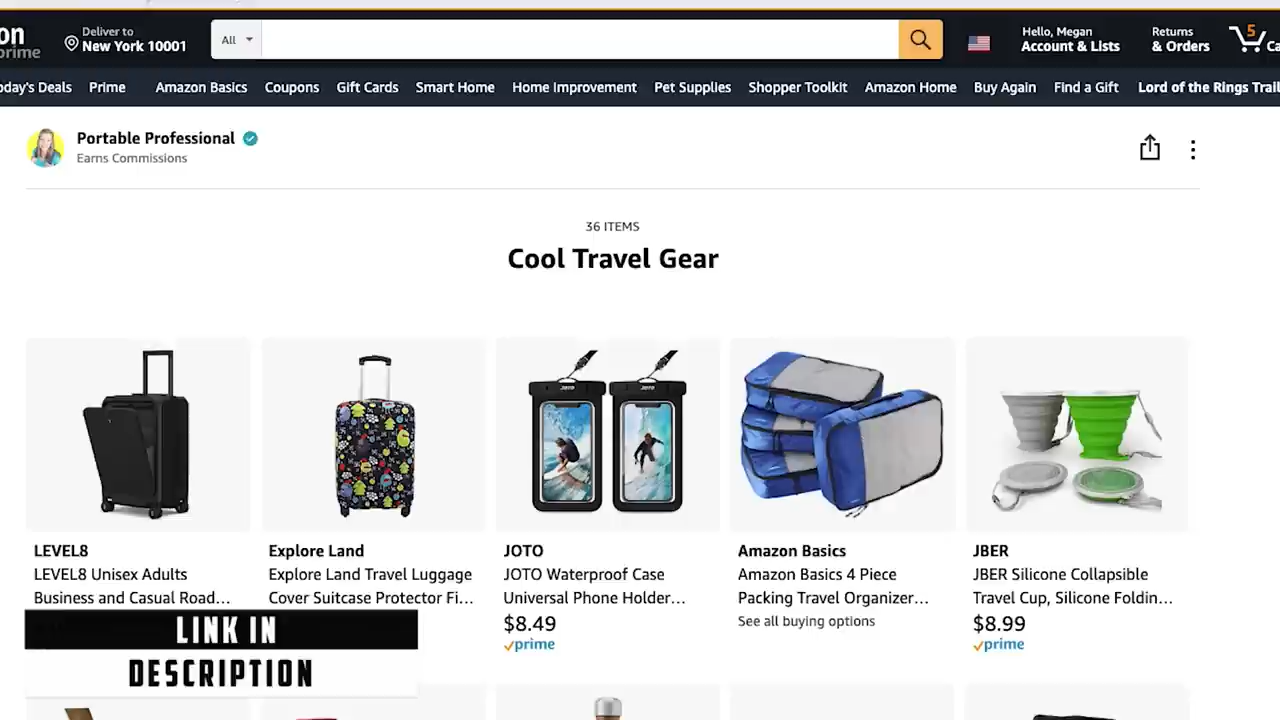 on
prime
Deliver to
New York 10001
All
Hello, Megan
Account & Lists
Returns
& Orders
5
Ca
oday's Deals
Prime
Amazon Basics
Coupons
Gift Cards
Smart Home
Home Improvement
Pet Supplies
Shopper Toolkit
Amazon Home
Buy Again
Find a Gift
Lord of the Rings Trail
Portable Professional
Earns Commissions
36 ITEMS
Cool Travel Gear
JOTO
JOTO
LEVEL8
LEVEL8 Unisex Adults
Business and Casual Road...
Explore Land
Explore Land Travel Luggage
Cover Suitcase Protector Fi...
JOTO
JOTO Waterproof Case
Universal Phone Holder...
$8.49
prime
Amazon Basics
Amazon Basics 4 Piece
Packing Travel Organizer...
See all buying options
JBER
JBER Silicone Collapsible
Travel Cup, Silicone Foldin...
$8.99
prime
LINK IN
DESCRIPTION